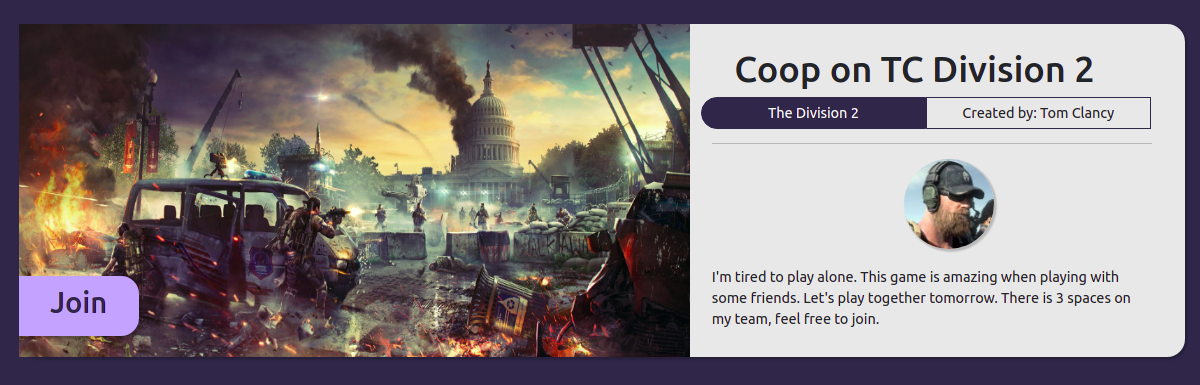 Coop on TC Division 2
The Division 2
Created by: Tom Clancy
I'm tired to play alone. This game is amazing when playing with
some friends. Let's play together tomorrow. There is 3 spaces on
my team, feel free to join.
Join